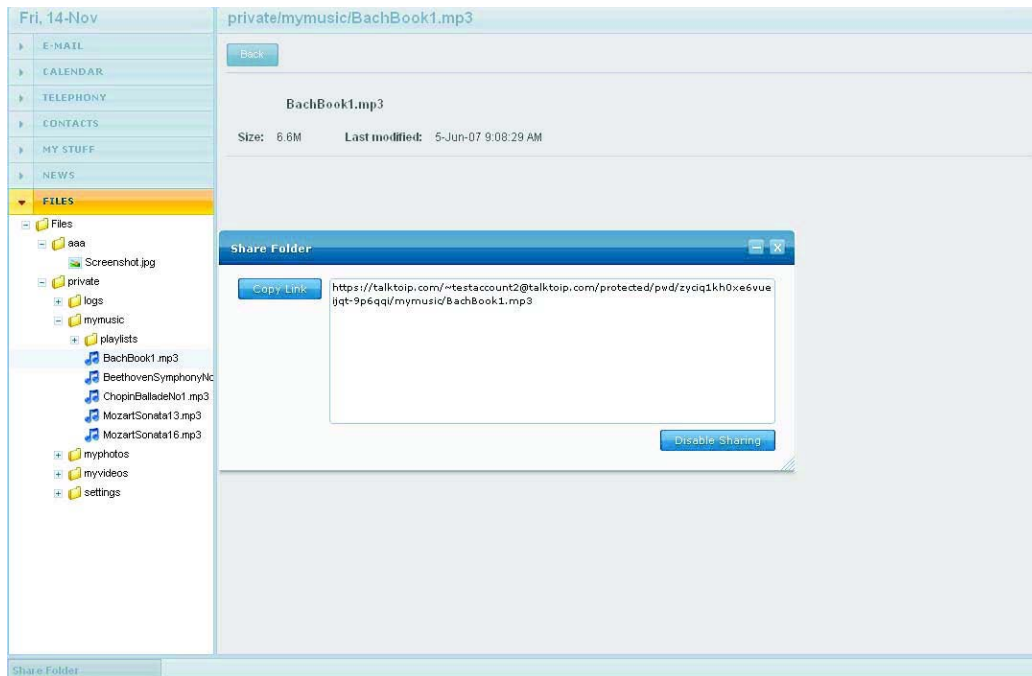 Fri, 14-Nov
E-MAIL
CALENDAR
TELEPHONY
CONTACTS
MY STUFF
NEWS
FILES
Files
aaa
Screenshot.jpg
private
logs
mymusic
playlists
BachBook1.mp3
BeethovenSymphonyNo
ChopinBalladeNo1.mp3
MozartSonata13.mp3
MozartSonata16.mp3
myphotos
myvideos
settings
private/mymusic/BachBook1.mp3
Back
BachBook1.mp3
Size: 6.6M Last modified: 5-Jun-07 9:08:29 AM
Share Folder
Copy Link
https://talktoip.com/~testaccount2@talktoip.com/protected/pwd/zyciq1kh0xe6vue
ijqt-9p6qqi/mymusic/BachBook1.mp3
Disable Sharing
Share Folder